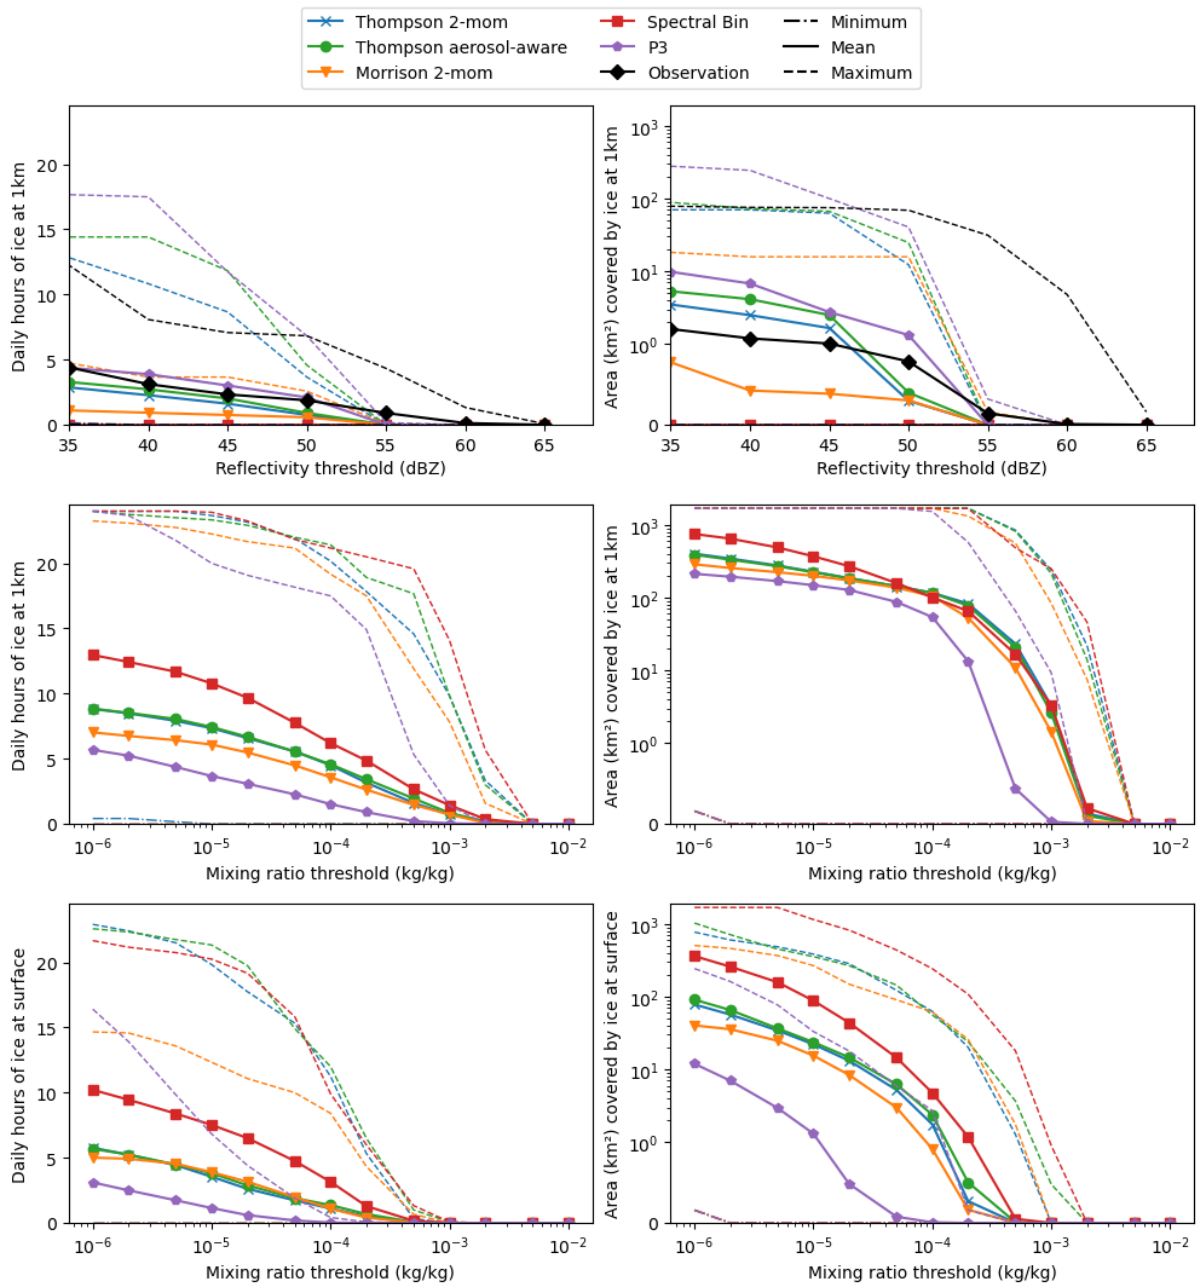 Thompson 2-mom
Thompson aerosol-aware
Morrison 2-mom
Spectral Bin
P3
Observation
Minimum
Mean
Maximum
Daily hours of ice at 1km
20
15
10
5
0
35 40 45 50 55 60 65
Reflectivity threshold (dBZ)
Area (km²) covered by ice at 1km
10³
10²
10¹
10⁰
0
35 40 45 50 55 60 65
Reflectivity threshold (dBZ)
Daily hours of ice at 1km
20
15
10
5
0
10⁻⁶ 10⁻⁵ 10⁻⁴ 10⁻³ 10⁻²
Mixing ratio threshold (kg/kg)
Area (km²) covered by ice at 1km
10³
10²
10¹
10⁰
0
10⁻⁶ 10⁻⁵ 10⁻⁴ 10⁻³ 10⁻²
Mixing ratio threshold (kg/kg)
Daily hours of ice at surface
20
15
10
5
0
10⁻⁶ 10⁻⁵ 10⁻⁴ 10⁻³ 10⁻²
Mixing ratio threshold (kg/kg)
Area (km²) covered by ice at surface
10³
10²
10¹
10⁰
0
10⁻⁶ 10⁻⁵ 10⁻⁴ 10⁻³ 10⁻²
Mixing ratio threshold (kg/kg)